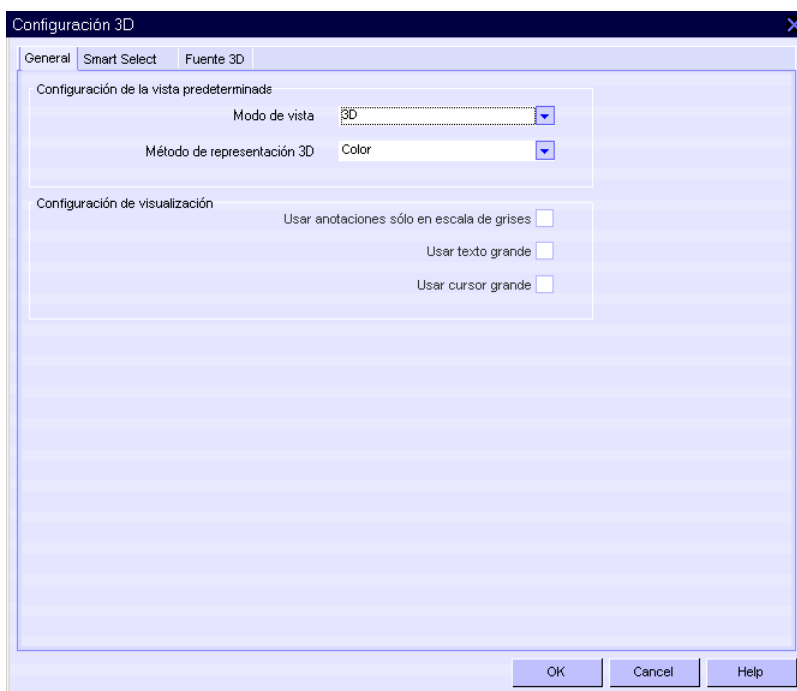 Configuración 3D
General Smart Select Fuente 3D
Configuración de la vista predeterminada
Modo de vista 3D
Método de representación 3D Color
Configuración de visualización
Usar anotaciones sólo en escala de grises
Usar texto grande
Usar cursor grande
OK Cancel Help